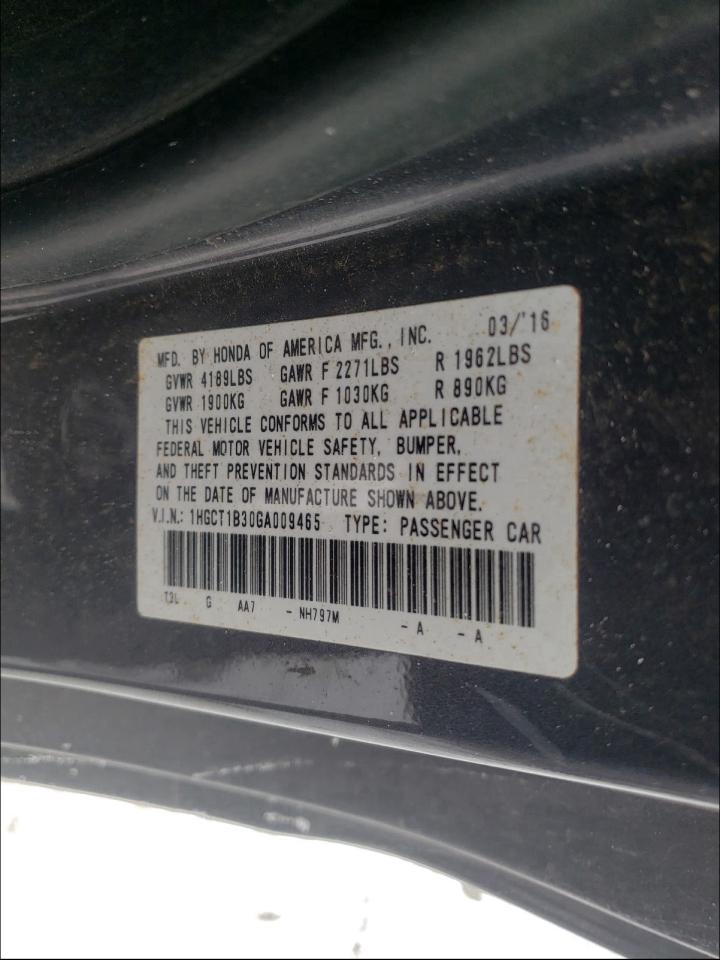 MFD. BY HONDA OF AMERICA MFG., INC. 03/'16
GVWR 4189LBS GAWR F 2271LBS R 1962LBS
GVWR 1900KG GAWR F 1030KG R 890KG
THIS VEHICLE CONFORMS TO ALL APPLICABLE
FEDERAL MOTOR VEHICLE SAFETY, BUMPER,
AND THEFT PREVENTION STANDARDS IN EFFECT
ON THE DATE OF MANUFACTURE SHOWN ABOVE.
V.I.N.: 1HGCT1B30GA009465 TYPE: PASSENGER CAR
T3L G AA7 - NH797M - A - A